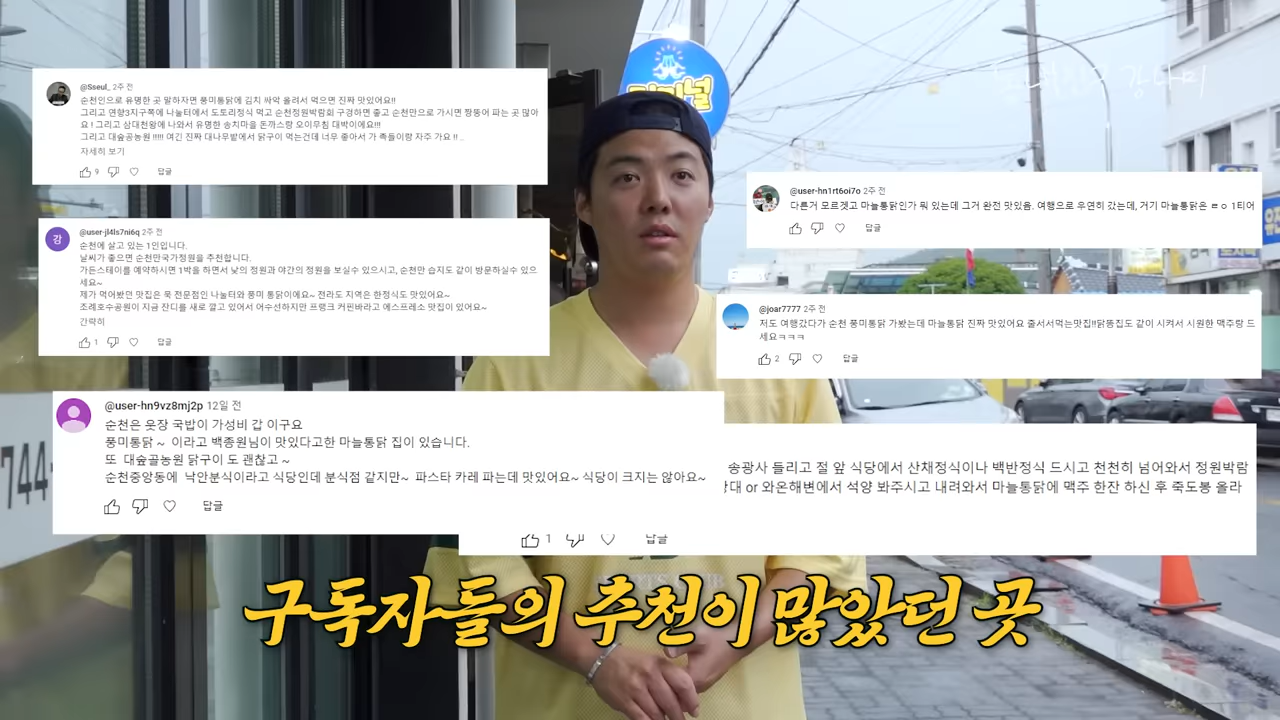 @Sseul_ 2주 전
순천인으로 유명한 곳 말하자면 풍미통닭에 김치 싸악 올려서 먹으면 진짜 맛있어요!!
그리고 연향3지구쪽에 나눌터에서 도토리정식 먹고 순천정원박람회 구경하면 좋고 순천만으로 가시면 짱뚱어 파는 곳 많아
요 ! 그리고 상대천왕에 나와서 유명한 송치마을 돈까스랑 오이무침 대박이에요!!!
그리고 대숲골농원 !!!!! 여긴 진짜 대나무밭에서 닭구이 먹는건데 너무 좋아서 가 족들이랑 자주 가요 !! ..
자세히 보기
9 답글
강
@user-jl4ls7ni6q 2주 전
순천에 살고 있는 1인입니다.
날씨가 좋으면 순천만국가정원을 추천합니다.
가든스테이를 예약하시면 1박을 하면서 낮의 정원과 야간의 정원을 보실수 있으시고, 순천만 습지도 같이 방문하실수 있으
세요~
제가 먹어봤던 맛집은 묵 전문점인 나눌터와 풍미 통닭이에요~ 전라도 지역은 한정식도 맛있어요~
조례호수공원이 지금 잔디를 새로 깔고 있어서 어수선하지만 프랭크 커핀바라고 에스프레소 맛집이 있어요~
간략히
1 답글
@user-hn9vz8mj2p 12일 전
순천은 웃장 국밥이 가성비 갑 이구요
풍미통닭 ~ 이라고 백종원님이 맛있다고한 마늘통닭 집이 있습니다.
또 대숲골농원 닭구이 도 괜찮고 ~
순천중앙동에 낙안분식이라고 식당인데 분식점 같지만~ 파스타 카레 파는데 맛있어요~ 식당이 크지는 않아요~
답글
@user-hn1rt6oi7o 2주 전
다른거 모르겟고 마늘통닭인가 뭐 있는데 그거 완전 맛있음. 여행으로 우연히 갔는데, 거기 마늘통닭은 ㄹㅇ 1티어
답글
@joar7777 2주 전
저도 여행갔다가 순천 풍미통닭 가봤는데 마늘통닭 진짜 맛있어요 줄서서먹는맛집!!닭똥집도 같이 시켜서 시원한 맥주랑 드
세요ㅋㅋㅋ
2 답글
송광사 들리고 절 앞 식당에서 산채정식이나 백반정식 드시고 천천히 넘어와서 정원박람
or 와온해변에서 석양 봐주시고 내려와서 마늘통닭에 맥주 한잔 하신 후 죽도봉 올라
1 답글
744
구독자들의 추천이 많았던 곳